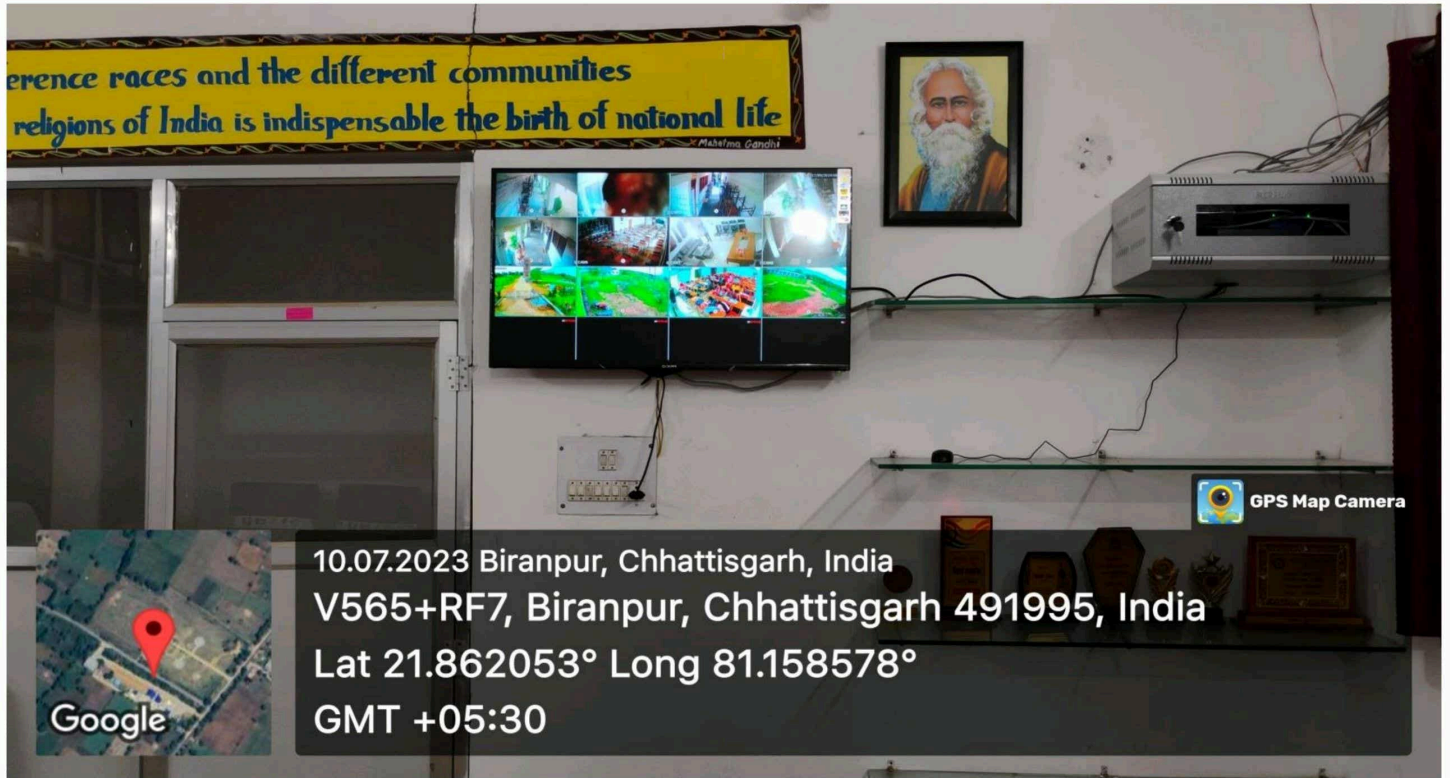 erence races and the different communities
religions of India is indispensable the birth of national life
Mahatma Gandhi
GPS Map Camera
10.07.2023 Biranpur, Chhattisgarh, India
V565+RF7, Biranpur, Chhattisgarh 491995, India
Lat 21.862053° Long 81.158578°
GMT +05:30
Google